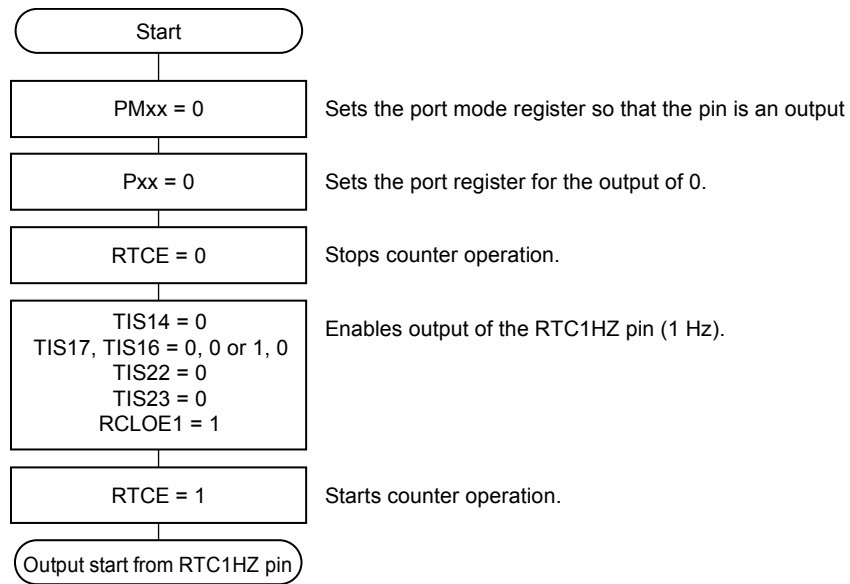 Start
PMxx = 0
Sets the port mode register so that the pin is an output
Pxx = 0
Sets the port register for the output of 0.
RTCE = 0
Stops counter operation.
TIS14 = 0
TIS17, TIS16 = 0, 0 or 1, 0
TIS22 = 0
TIS23 = 0
RCLOE1 = 1
Enables output of the RTC1HZ pin (1 Hz).
RTCE = 1
Starts counter operation.
Output start from RTC1HZ pin